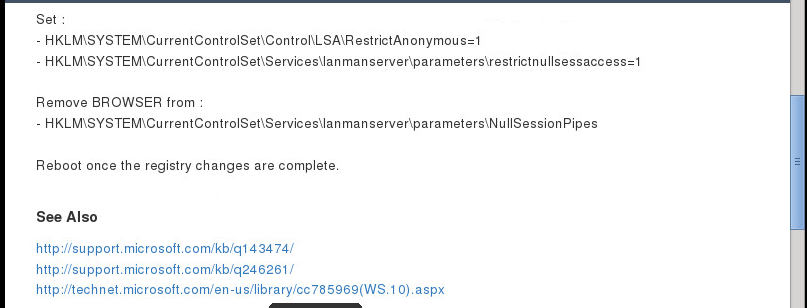 Set :
- HKLM\SYSTEM\CurrentControlSet\Control\LSA\RestrictAnonymous=1
- HKLM\SYSTEM\CurrentControlSet\Services\lanmanserver\parameters\restrictnullsessaccess=1
Remove BROWSER from :
- HKLM\SYSTEM\CurrentControlSet\Services\lanmanserver\parameters\NullSessionPipes
Reboot once the registry changes are complete.
See Also
http://support.microsoft.com/kb/q143474/
http://support.microsoft.com/kb/q246261/
http://technet.microsoft.com/en-us/library/cc785969(WS.10).aspx